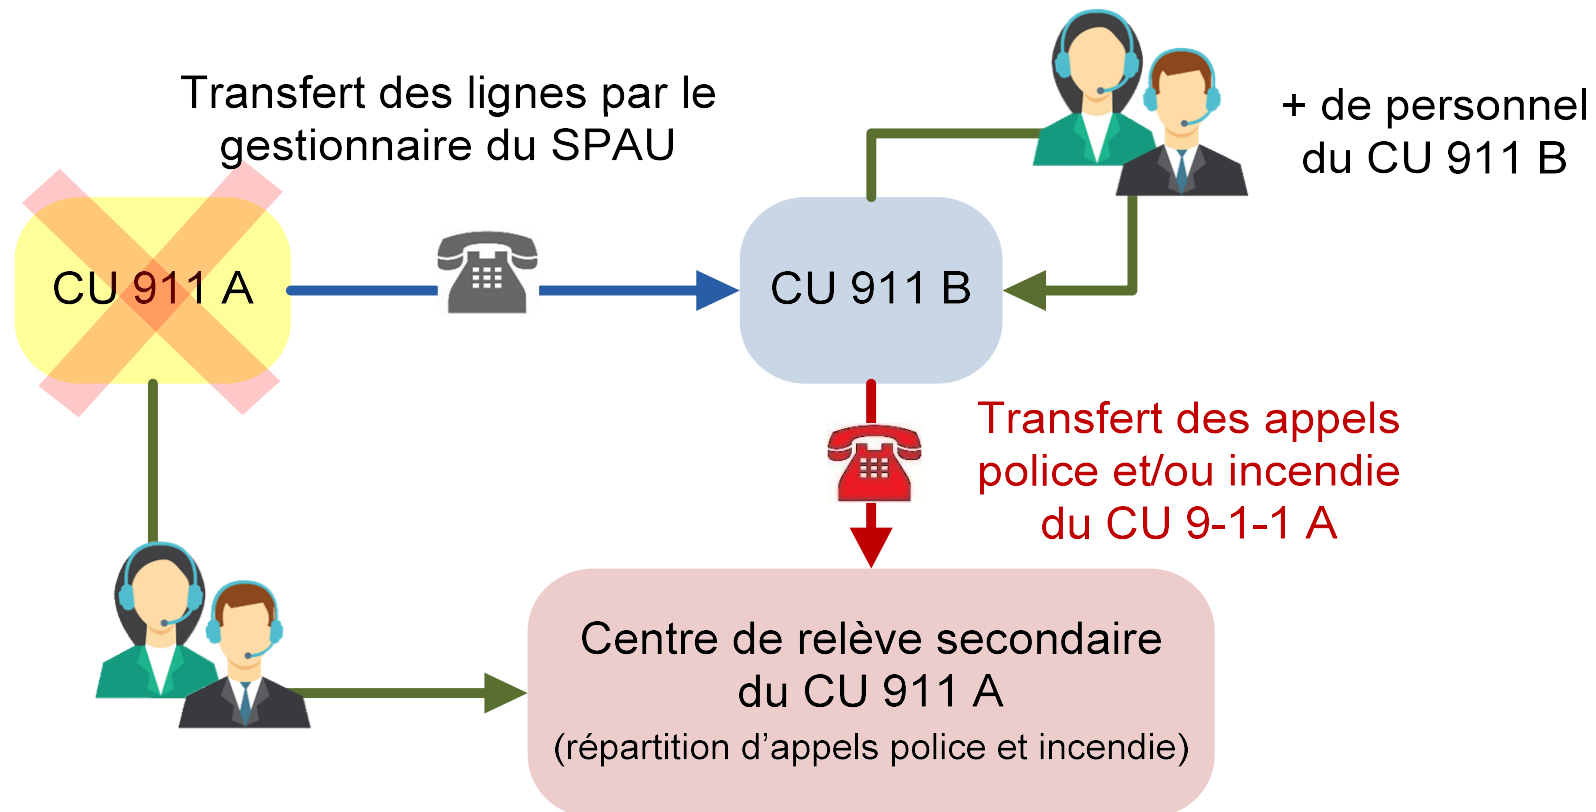 Transfert des lignes par le
gestionnaire du SPAU
+ de personnel
du CU 911 B
CU 911 A
CU 911 B
Transfert des appels
police et/ou incendie
du CU 9-1-1 A
Centre de relève secondaire
du CU 911 A
(répartition d’appels police et incendie)